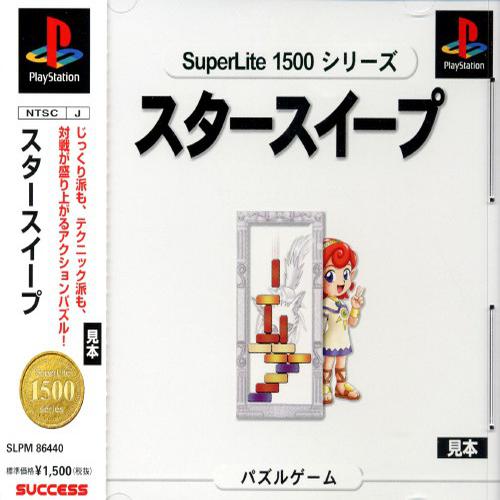 PlayStation
NTSC J
じっくり派も、テクニック派も、
対戦が盛り上がるアクションパズル!
スタースイープ
見本
SuperLite
1500
series
SLPM 86440
標準価格¥1,500(税抜)
SUCCESS
SuperLite 1500 シリーズ
PlayStation
スタースイープ
見本
パズルゲーム